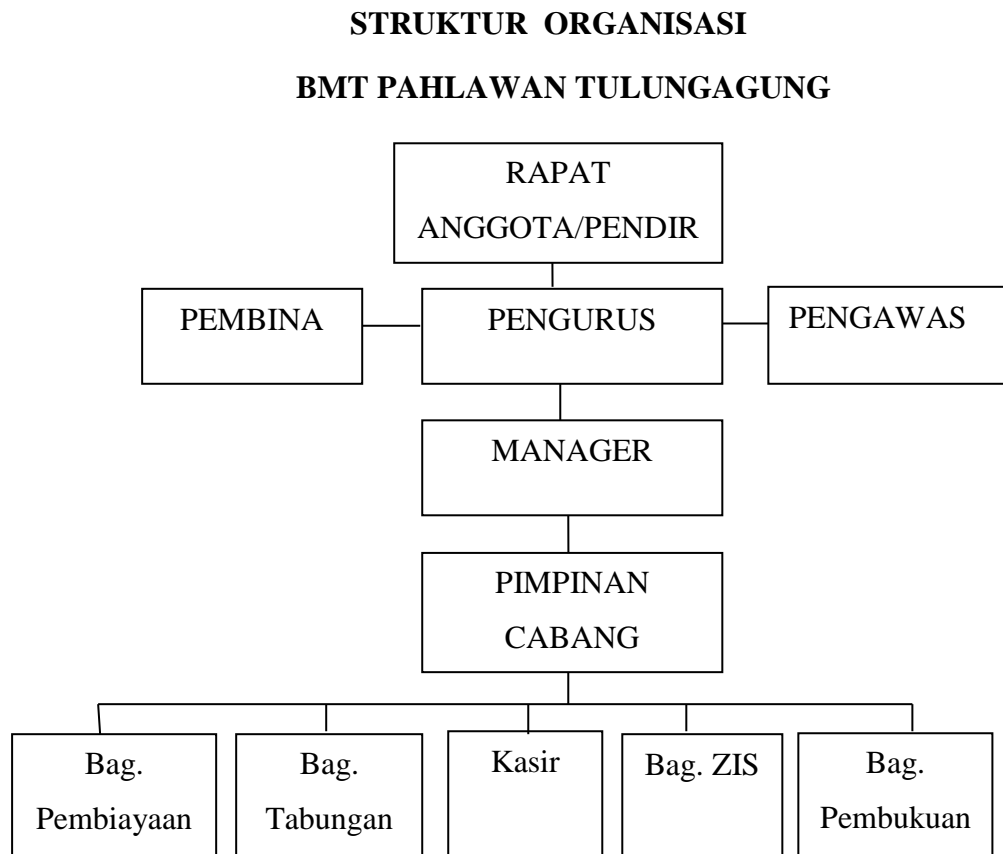 STRUKTUR ORGANISASI
BMT PAHLAWAN TULUNGAGUNG
RAPAT
ANGGOTA/PENDIR
PEMBINA
PENGURUS
PENGAWAS
MANAGER
PIMPINAN
CABANG
Bag.
Pembiayaan
Bag.
Tabungan
Kasir
Bag. ZIS
Bag.
Pembukuan